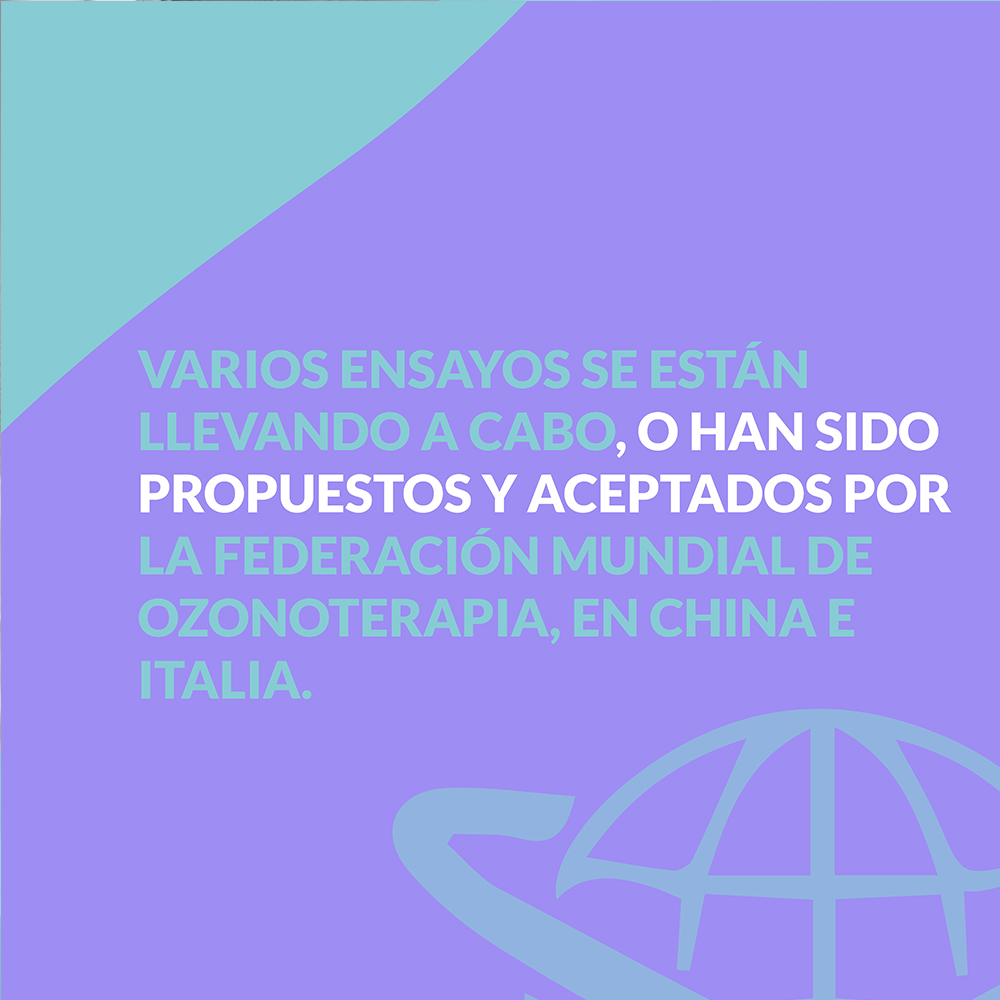 VARIOS ENSAYOS SE ESTÁN
LLEVANDO A CABO, O HAN SIDO
PROPUESTOS Y ACEPTADOS POR
LA FEDERACIÓN MUNDIAL DE
OZONOTERAPIA, EN CHINA E
ITALIA.